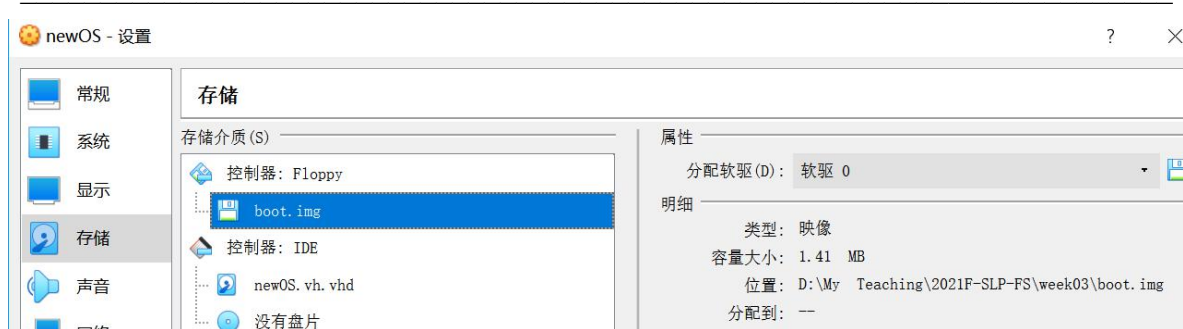 newOS - 设置
?
常规
系统
显示
存储
声音
存储
存储介质(S)
控制器: Floppy
boot.img
控制器: IDE
newOS.vh.vhd
没有盘片
属性
分配软驱(D): 软驱 0
明细
类型: 映像
容量大小: 1.41 MB
位置: D:\My Teaching\2021F-SLP-FS\week03\boot.img
分配到: --